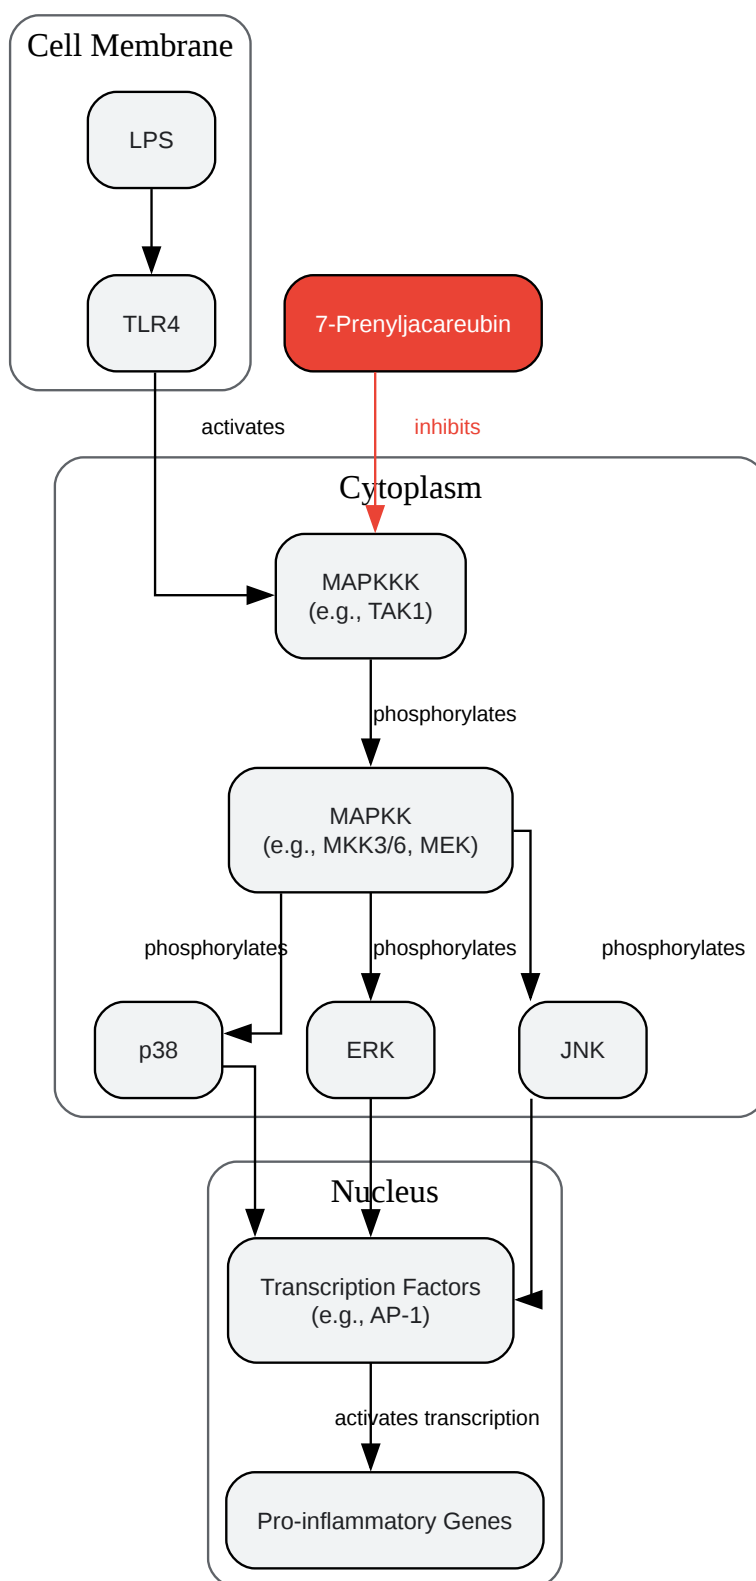 Cell Membrane
LPS
TLR4
7-Prenyljacareubin
activates
inhibits
Cytoplasm
MAPKKK
(e.g., TAK1)
phosphorylates
MAPKK
(e.g., MKK3/6, MEK)
phosphorylates
phosphorylates
phosphorylates
p38
ERK
JNK
Nucleus
Transcription Factors
(e.g., AP-1)
activates transcription
Pro-inflammatory Genes